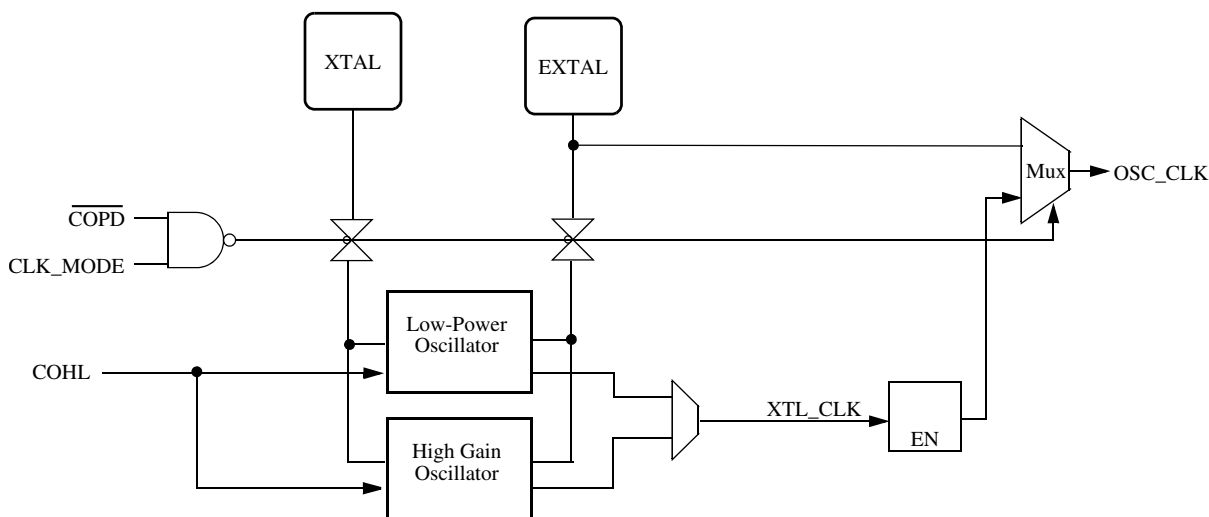 XTAL
EXTAL
Mux
OSC_CLK
COPD
CLK_MODE
Low-Power
Oscillator
COHL
XTL_CLK
EN
High Gain
Oscillator